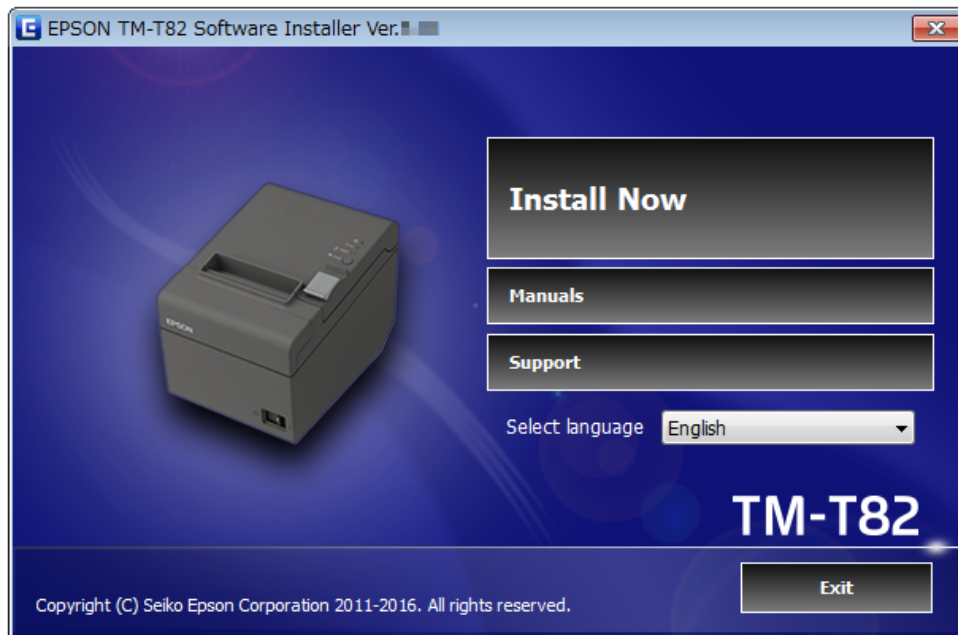 EPSON TM-T82 Software Installer Ver.
Install Now
Manuals
Support
Select language English
TM-T82
EPSON
Exit
Copyright (C) Seiko Epson Corporation 2011-2016. All rights reserved.